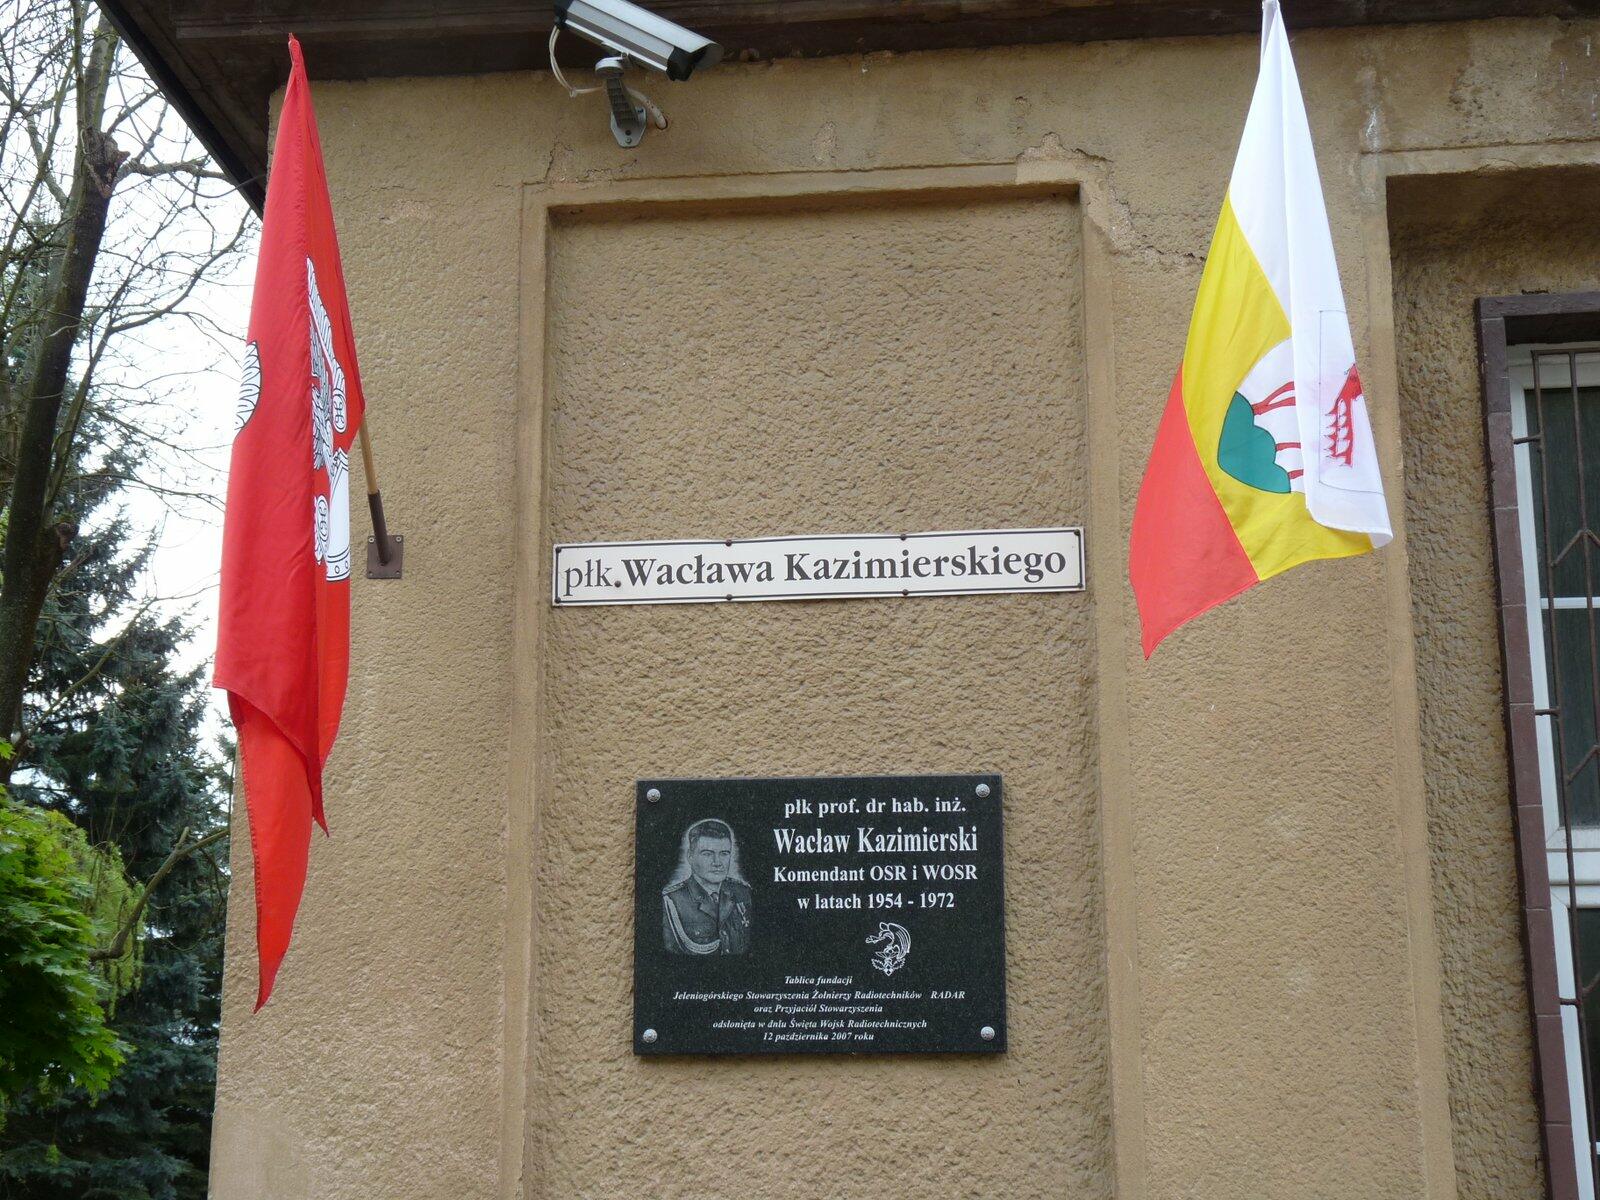 płk. Wacława Kazimierskiego
płk prof. dr hab. inż.
Wacław Kazimierski
Komendant OSR i WOSR
w latach 1954 - 1972
Tablica fundacji
Jeleniogórskiego Stowarzyszenia Żołnierzy Radiotechników RADAR
oraz Przyjaciół Stowarzyszenia
odsłonięta w dniu Święta Wojsk Radiotechnicznych
12 października 2007 roku